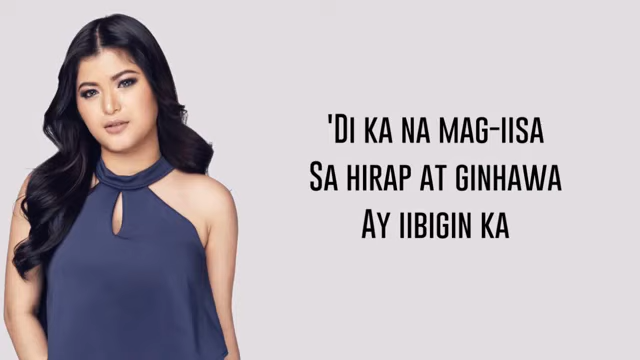 'DI KA NA MAG-IISA
SA HIRAP AT GINHAWA
AY IIBIGIN KA